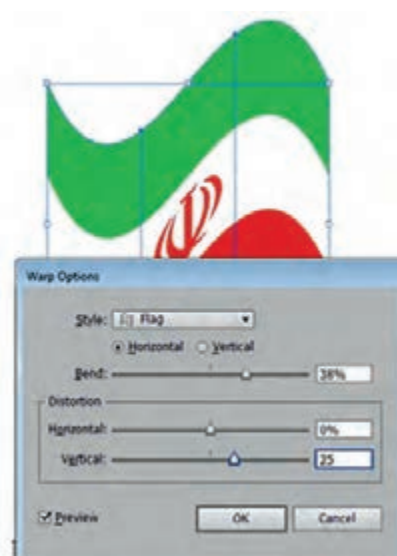 Warp Options
Style: Flag
Horizontal Vertical
Bend: 38%
Distortion
Horizontal: 0%
Vertical: 25
Preview OK Cancel